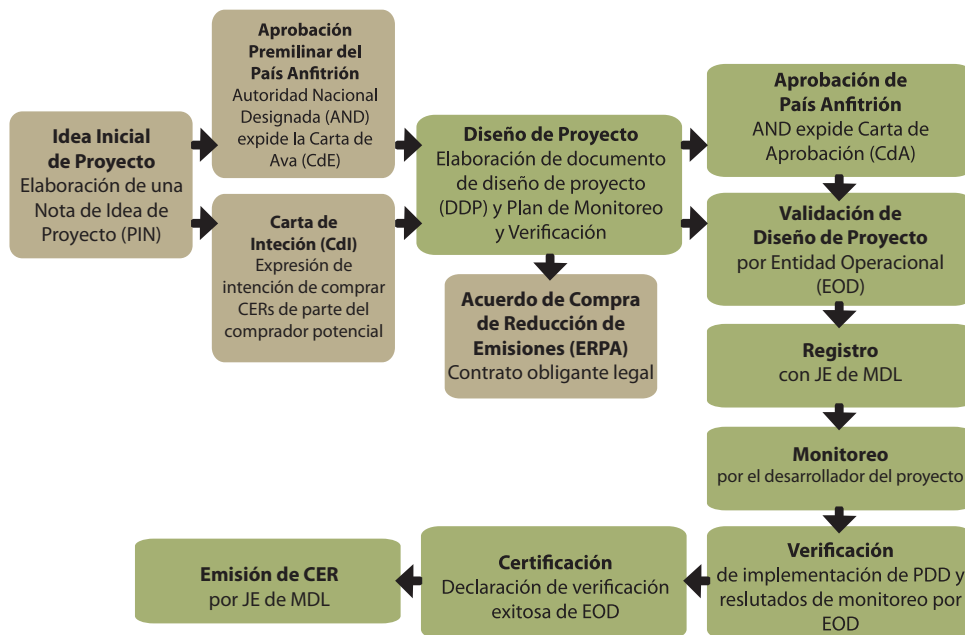 Idea Inicial
de Proyecto
Elaboración de una
Nota de Idea de
Proyecto (PIN)
Aprobación
Premilinar del
País Anfitrión
Autoridad Nacional
Designada (AND)
expide la Carta de
Ava (CdE)
Carta de
Inteción (CdI)
Expresión de
intención de comprar
CERs de parte del
comprador potencial
Diseño de Proyecto
Elaboración de documento
de diseño de proyecto
(DDP) y Plan de Monitoreo
y Verificación
Acuerdo de Compra
de Reducción de
Emisiones (ERPA)
Contrato obligante legal
Aprobación de
País Anfitrión
AND expide Carta de
Aprobación (CdA)
Validación de
Diseño de Proyecto
por Entidad Operacional
(EOD)
Registro
con JE de MDL
Monitoreo
por el desarrollador del proyecto
Verificación
de implementación de PDD y
reslutados de monitoreo por
EOD
Certificación
Declaración de verificación
exitosa de EOD
Emisión de CER
por JE de MDL